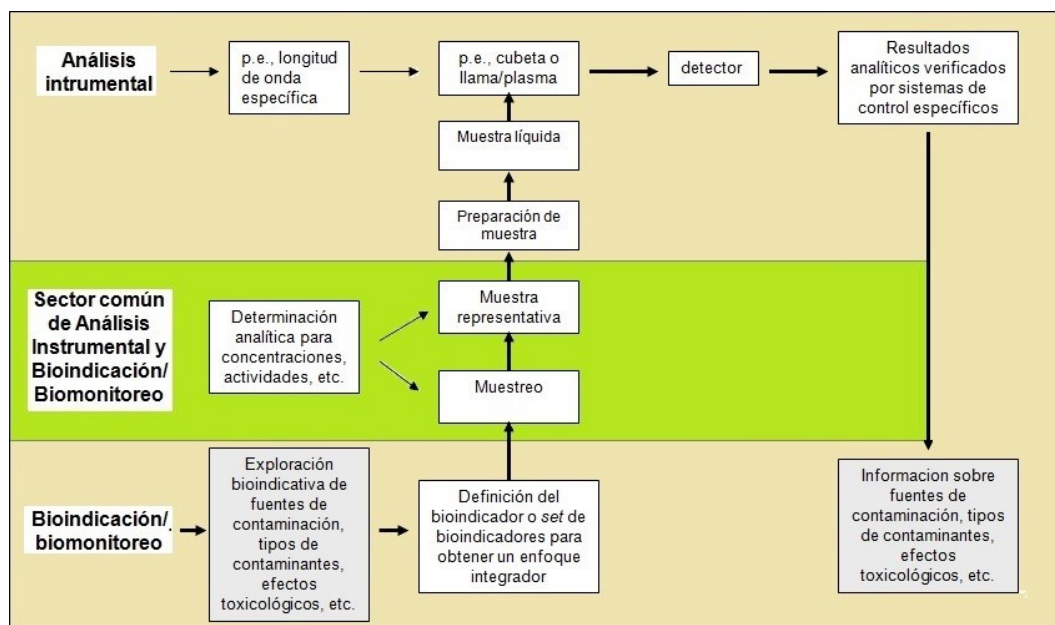 Análisis
intrumental
p.e., longitud
de onda
específica
p.e., cubeta o
llama/plasma
detector
Resultados
analíticos verificados
por sistemas de
control específicos
Muestra líquida
Preparación de
muestra
Sector común
de Análisis
Instrumental y
Bioindicación/
Biomonitoreo
Determinación
analítica para
concentraciones,
actividades, etc.
Muestra
representativa
Muestreo
Bioindicación/.
biomonitoreo
Exploración
bioindicativa de
fuentes de
contaminación,
tipos de
contaminantes,
efectos
toxicológicos, etc.
Definición del
bioindicador o set de
bioindicadores para
obtener un enfoque
integrador
Informacion sobre
fuentes de
contaminación, tipos
de contaminantes,
efectos
toxicológicos, etc.